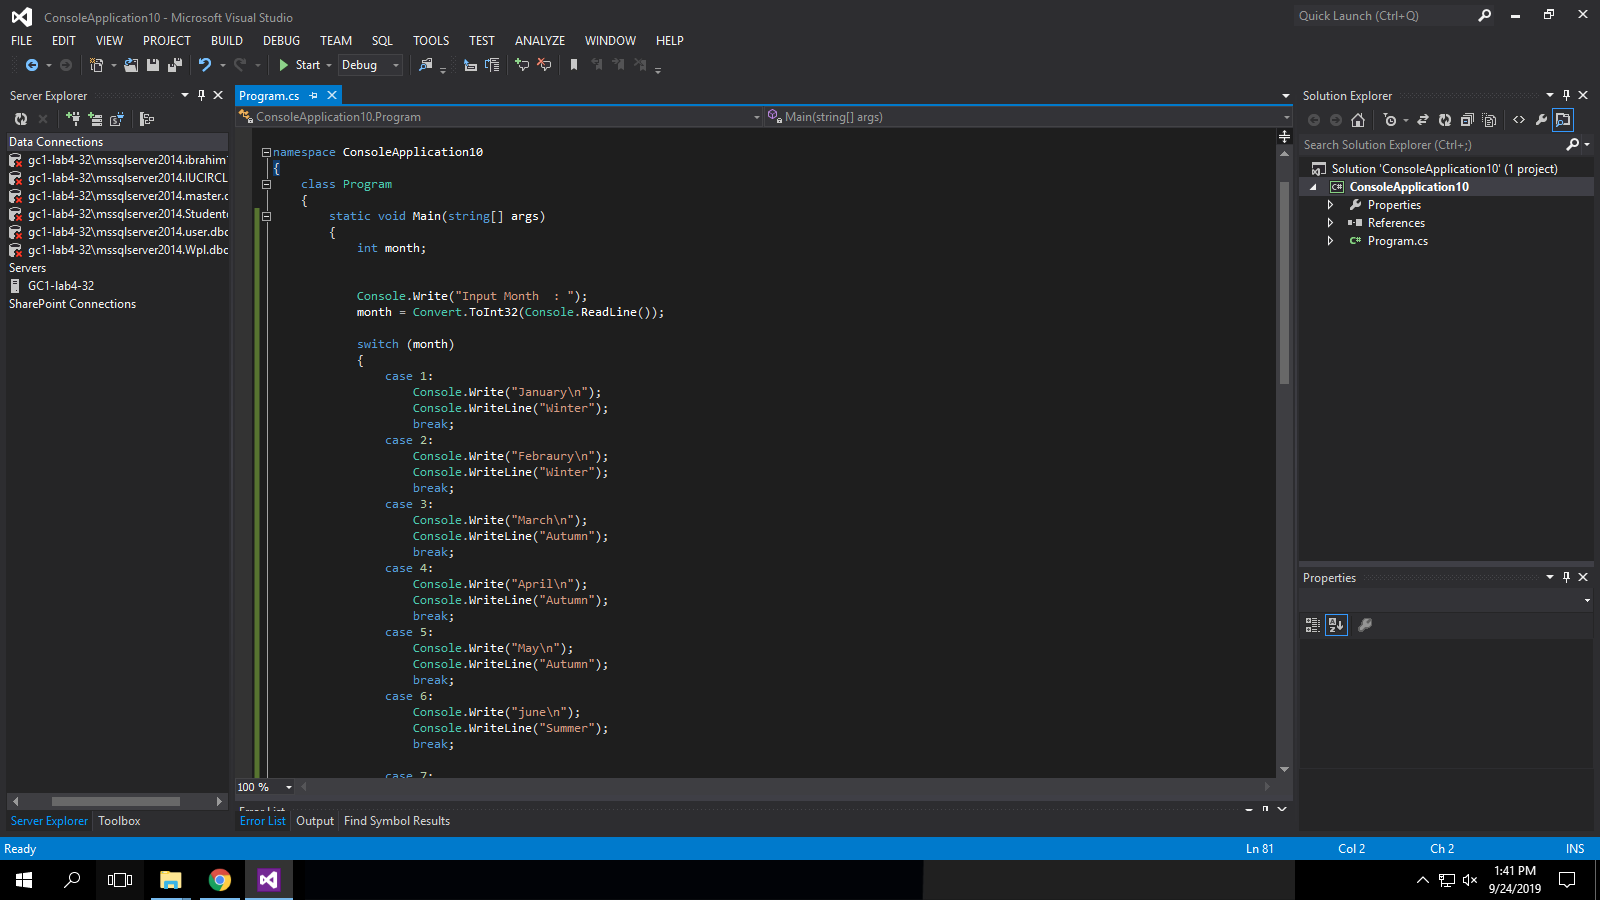 ConsoleApplication10 - Microsoft Visual Studio
Quick Launch (Ctrl+Q)
FILE EDIT VIEW PROJECT BUILD DEBUG TEAM SQL TOOLS TEST ANALYZE WINDOW HELP
Start Debug
Server Explorer
Data Connections
gc1-lab4-32\mssqlserver2014.ibrahim
gc1-lab4-32\mssqlserver2014.IUCIRCL
gc1-lab4-32\mssqlserver2014.master.
gc1-lab4-32\mssqlserver2014.Student
gc1-lab4-32\mssqlserver2014.user.dbc
gc1-lab4-32\mssqlserver2014.Wpl.dbc
Servers
GC1-lab4-32
SharePoint Connections
Server Explorer Toolbox
Program.cs
ConsoleApplication10.Program Main(string[] args)
namespace ConsoleApplication10
{
class Program
{
static void Main(string[] args)
{
int month;
Console.Write("Input Month  : ");
month = Convert.ToInt32(Console.ReadLine());
switch (month)
{
case 1:
Console.Write("January\n");
Console.WriteLine("Winter");
break;
case 2:
Console.Write("Febraury\n");
Console.WriteLine("Winter");
break;
case 3:
Console.Write("March\n");
Console.WriteLine("Autumn");
break;
case 4:
Console.Write("April\n");
Console.WriteLine("Autumn");
break;
case 5:
Console.Write("May\n");
Console.WriteLine("Autumn");
break;
case 6:
Console.Write("june\n");
Console.WriteLine("Summer");
break;
case 7:
100 %
Error List
Error List Output Find Symbol Results
Solution Explorer
Search Solution Explorer (Ctrl+;)
Solution 'ConsoleApplication10' (1 project)
C# ConsoleApplication10
Properties
References
C# Program.cs
Properties
Ready Ln 81 Col 2 Ch 2 INS
1:41 PM
9/24/2019